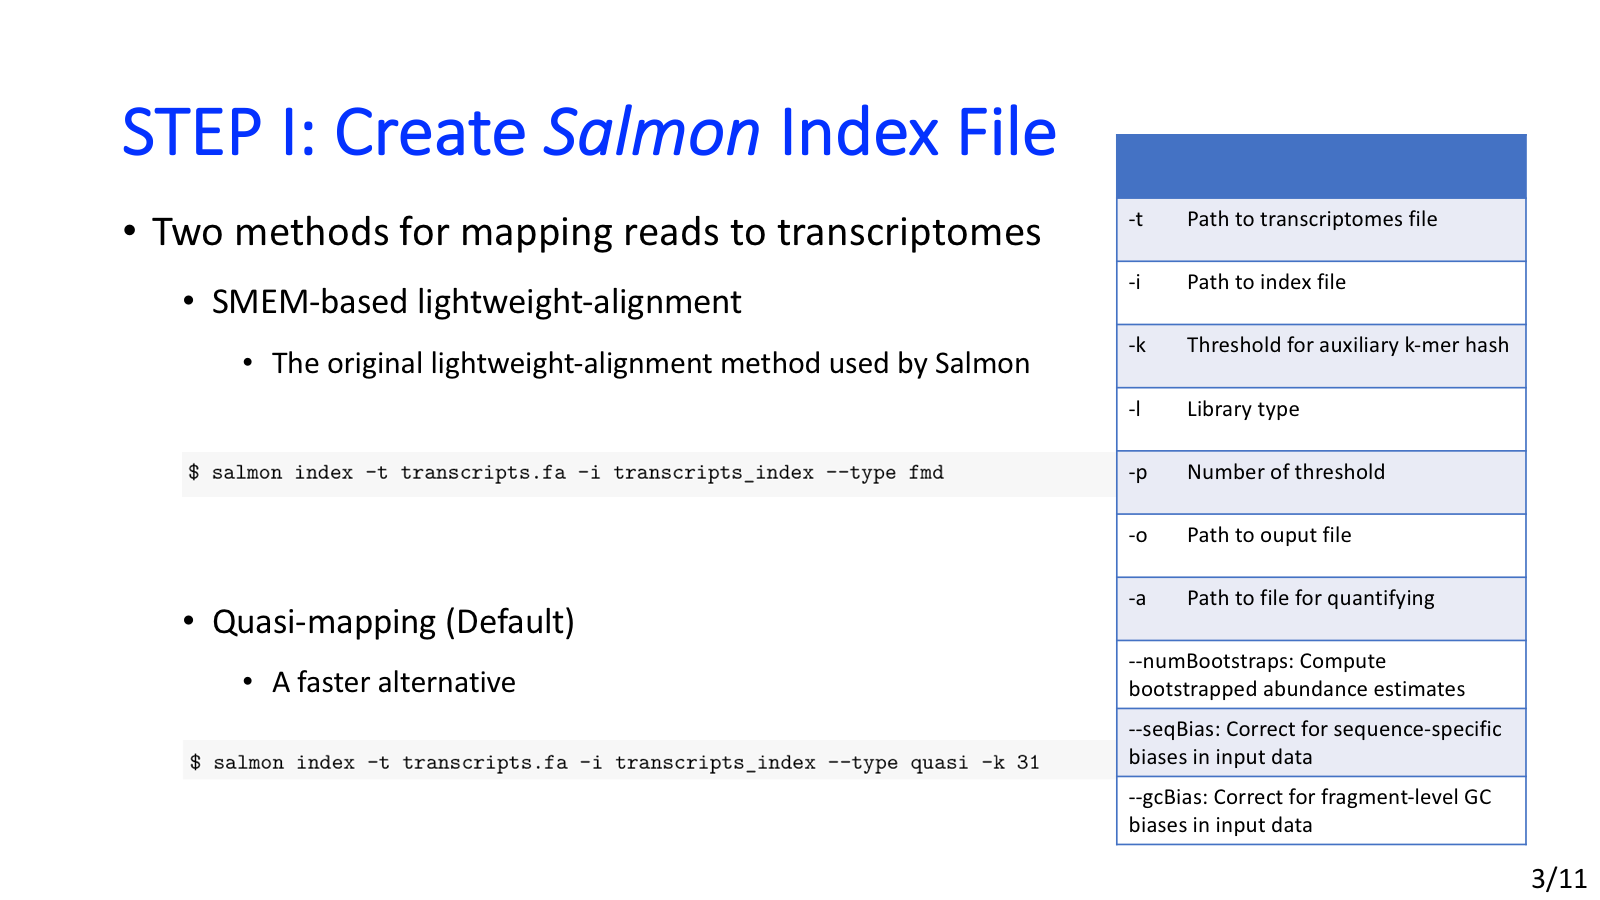 STEP I: Create Salmon Index File
• Two methods for mapping reads to transcriptomes
• SMEM-based lightweight-alignment
• The original lightweight-alignment method used by Salmon
$ salmon index -t transcripts.fa -i transcripts_index --type fmd
• Quasi-mapping (Default)
• A faster alternative
$ salmon index -t transcripts.fa -i transcripts_index --type quasi -k 31
-t Path to transcriptomes file
-i Path to index file
-k Threshold for auxiliary k-mer hash
-l Library type
-p Number of threshold
-o Path to ouput file
-a Path to file for quantifying
--numBootstraps: Compute
bootstrapped abundance estimates
--seqBias: Correct for sequence-specific
biases in input data
--gcBias: Correct for fragment-level GC
biases in input data
3/11